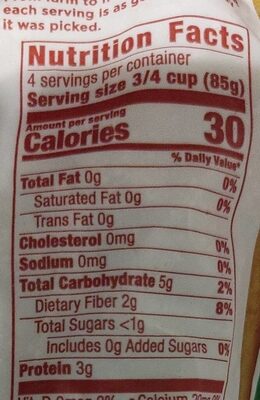 each serving is as
it was picked.
Nutrition Facts
4 servings per container
Serving size 3/4 cup (85g)
Amount per serving
Calories 30
% Daily Value*
Total Fat 0g 0%
Saturated Fat 0g 0%
Trans Fat 0g
Cholesterol 0mg 0%
Sodium 0mg 0%
Total Carbohydrate 5g 2%
Dietary Fiber 2g 8%
Total Sugars <1g
Includes 0g Added Sugars 0%
Protein 3g